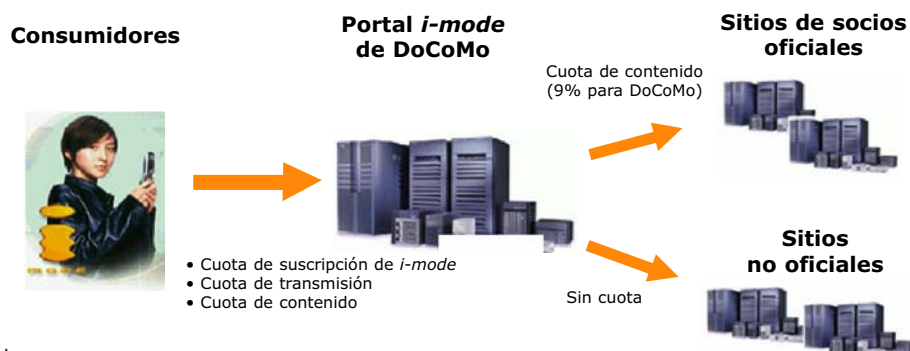 Consumidores
Portal i-mode
de DoCoMo
Sitios de socios
oficiales
Cuota de contenido
(9% para DoCoMo)
• Cuota de suscripción de i-mode
• Cuota de transmisión
• Cuota de contenido
Sin cuota
Sitios
no oficiales